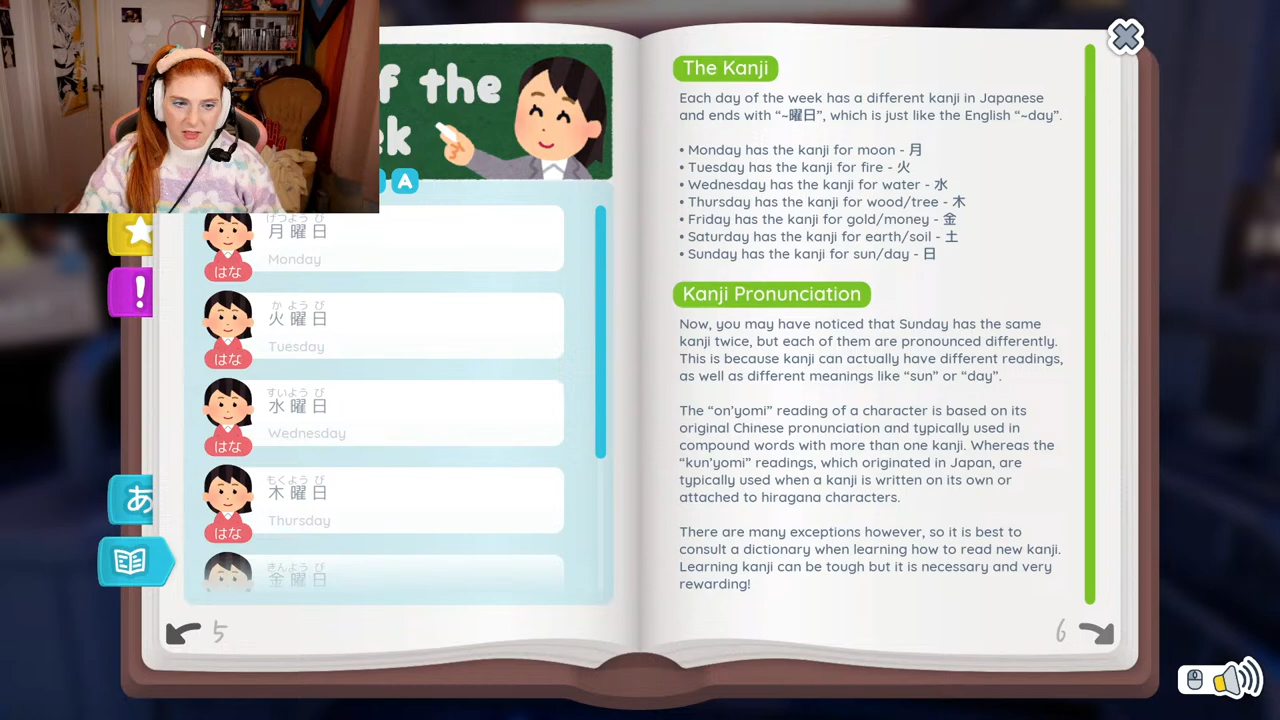 f the
k
A
げつよう び
月曜日
Monday
はな
か よう び
火曜日
Tuesday
はな
すいよう び
水曜日
Wednesday
はな
もくよう び
木曜日
Thursday
はな
きんよう び
金曜日
!
あ
5
The Kanji
Each day of the week has a different kanji in Japanese
and ends with “~曜日”, which is just like the English “~day”.
• Monday has the kanji for moon - 月
• Tuesday has the kanji for fire - 火
• Wednesday has the kanji for water - 水
• Thursday has the kanji for wood/tree - 木
• Friday has the kanji for gold/money - 金
• Saturday has the kanji for earth/soil - 土
• Sunday has the kanji for sun/day - 日
Kanji Pronunciation
Now, you may have noticed that Sunday has the same
kanji twice, but each of them are pronounced differently.
This is because kanji can actually have different readings,
as well as different meanings like “sun” or “day”.
The “on’yomi” reading of a character is based on its
original Chinese pronunciation and typically used in
compound words with more than one kanji. Whereas the
“kun’yomi” readings, which originated in Japan, are
typically used when a kanji is written on its own or
attached to hiragana characters.
There are many exceptions however, so it is best to
consult a dictionary when learning how to read new kanji.
Learning kanji can be tough but it is necessary and very
rewarding!
6